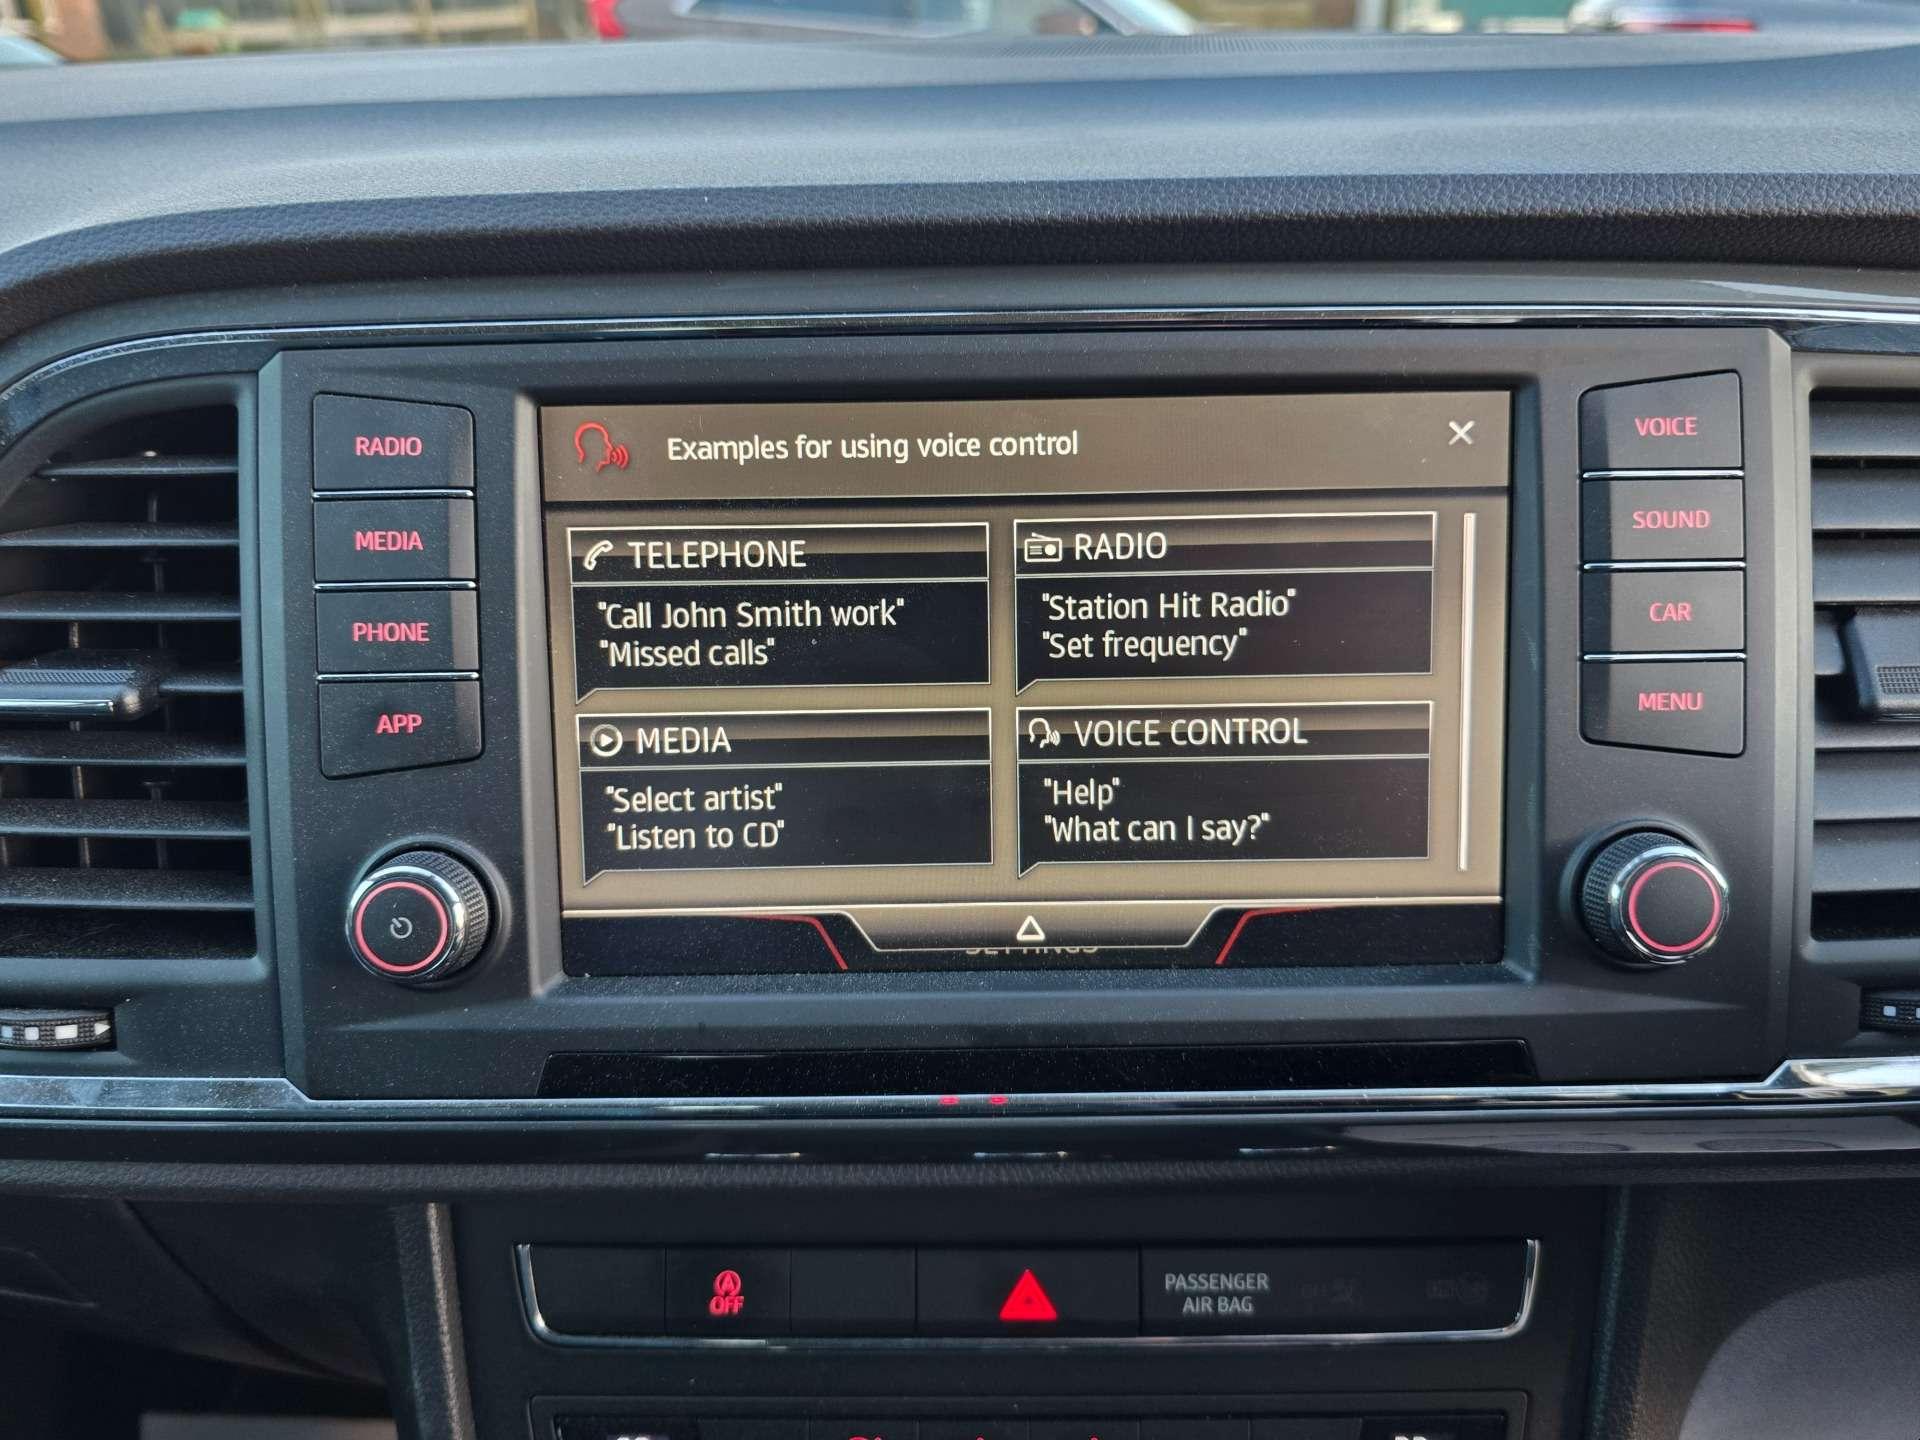 RADIO
MEDIA
PHONE
APP
Examples for using voice control
TELEPHONE
"Call John Smith work"
"Missed calls"
RADIO
"Station Hit Radio"
"Set frequency"
MEDIA
"Select artist"
"Listen to CD"
VOICE CONTROL
"Help"
"What can I say?"
SETTINGS
VOICE
SOUND
CAR
MENU
A
OFF
PASSENGER
AIR BAG